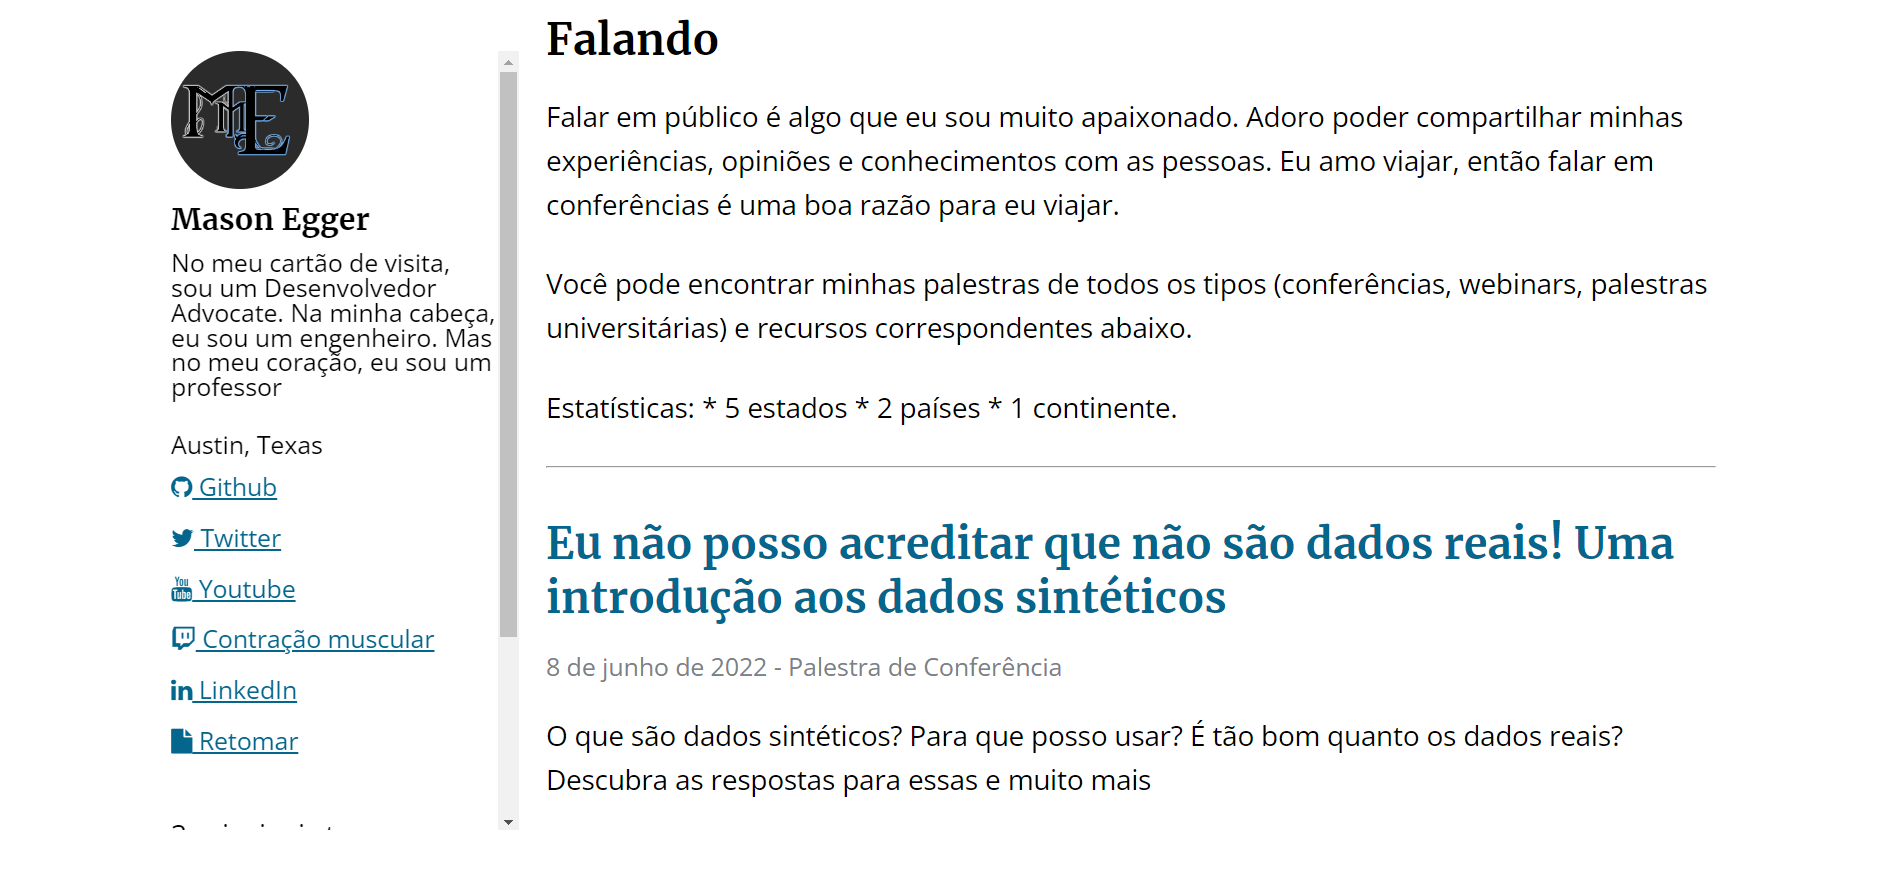 ME
Mason Egger
No meu cartão de visita,
sou um Desenvolvedor
Advocate. Na minha cabeça,
eu sou um engenheiro. Mas
no meu coração, eu sou um
professor
Austin, Texas
Github
Twitter
Youtube
Contração muscular
LinkedIn
Retomar
Falando
Falar em público é algo que eu sou muito apaixonado. Adoro poder compartilhar minhas
experiências, opiniões e conhecimentos com as pessoas. Eu amo viajar, então falar em
conferências é uma boa razão para eu viajar.
Você pode encontrar minhas palestras de todos os tipos (conferências, webinars, palestras
universitárias) e recursos correspondentes abaixo.
Estatísticas: * 5 estados * 2 países * 1 continente.
Eu não posso acreditar que não são dados reais! Uma
introdução aos dados sintéticos
8 de junho de 2022 - Palestra de Conferência
O que são dados sintéticos? Para que posso usar? É tão bom quanto os dados reais?
Descubra as respostas para essas e muito mais